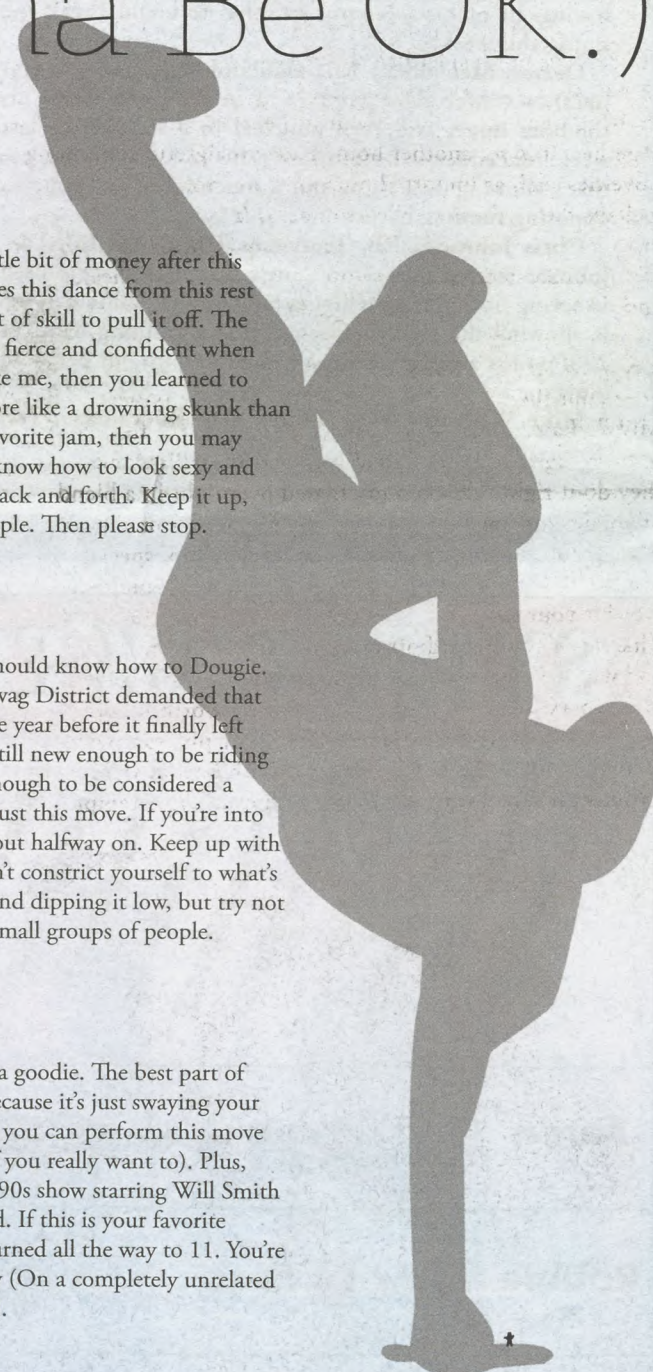 la Be OK.)
tle bit of money after this
es this dance from this rest
t of skill to pull it off. The
fierce and confident when
ke me, then you learned to
ore like a drowning skunk than
vorite jam, then you may
know how to look sexy and
ack and forth. Keep it up,
ple. Then please stop.
hould know how to Dougie.
wag District demanded that
e year before it finally left
till new enough to be riding
nough to be considered a
ust this move. If you're into
out halfway on. Keep up with
n't constrict yourself to what's
nd dipping it low, but try not
mall groups of people.
a goodie. The best part of
ecause it's just swaying your
you can perform this move
f you really want to). Plus,
90s show starring Will Smith
d. If this is your favorite
urned all the way to 11. You're
(On a completely unrelated
.